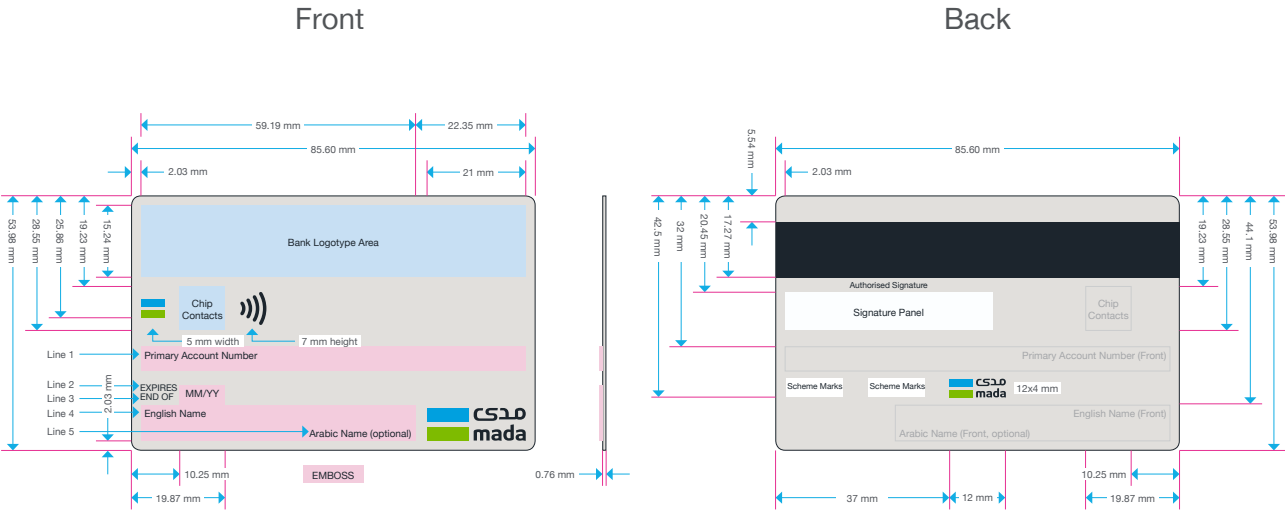 Front
Back
59.19 mm
22.35 mm
85.60 mm
2.03 mm
21 mm
53.98 mm
28.55 mm
25.86 mm
19.23 mm
15.24 mm
Bank Logotype Area
Chip
Contacts
5 mm width
7 mm height
Line 1
Primary Account Number
Line 2
EXPIRES
Line 3
END OF
MM/YY
2.03 mm
Line 4
English Name
Line 5
Arabic Name (optional)
مدى
mada
10.25 mm
EMBOSS
0.76 mm
19.87 mm
5.54 mm
85.60 mm
2.03 mm
42.5 mm
32 mm
20.45 mm
17.27 mm
19.23 mm
28.55 mm
44.1 mm
53.98 mm
Authorised Signature
Signature Panel
Chip
Contacts
Primary Account Number (Front)
Scheme Marks
Scheme Marks
مدى
mada
12x4 mm
English Name (Front)
Arabic Name (Front, optional)
10.25 mm
37 mm
12 mm
19.87 mm